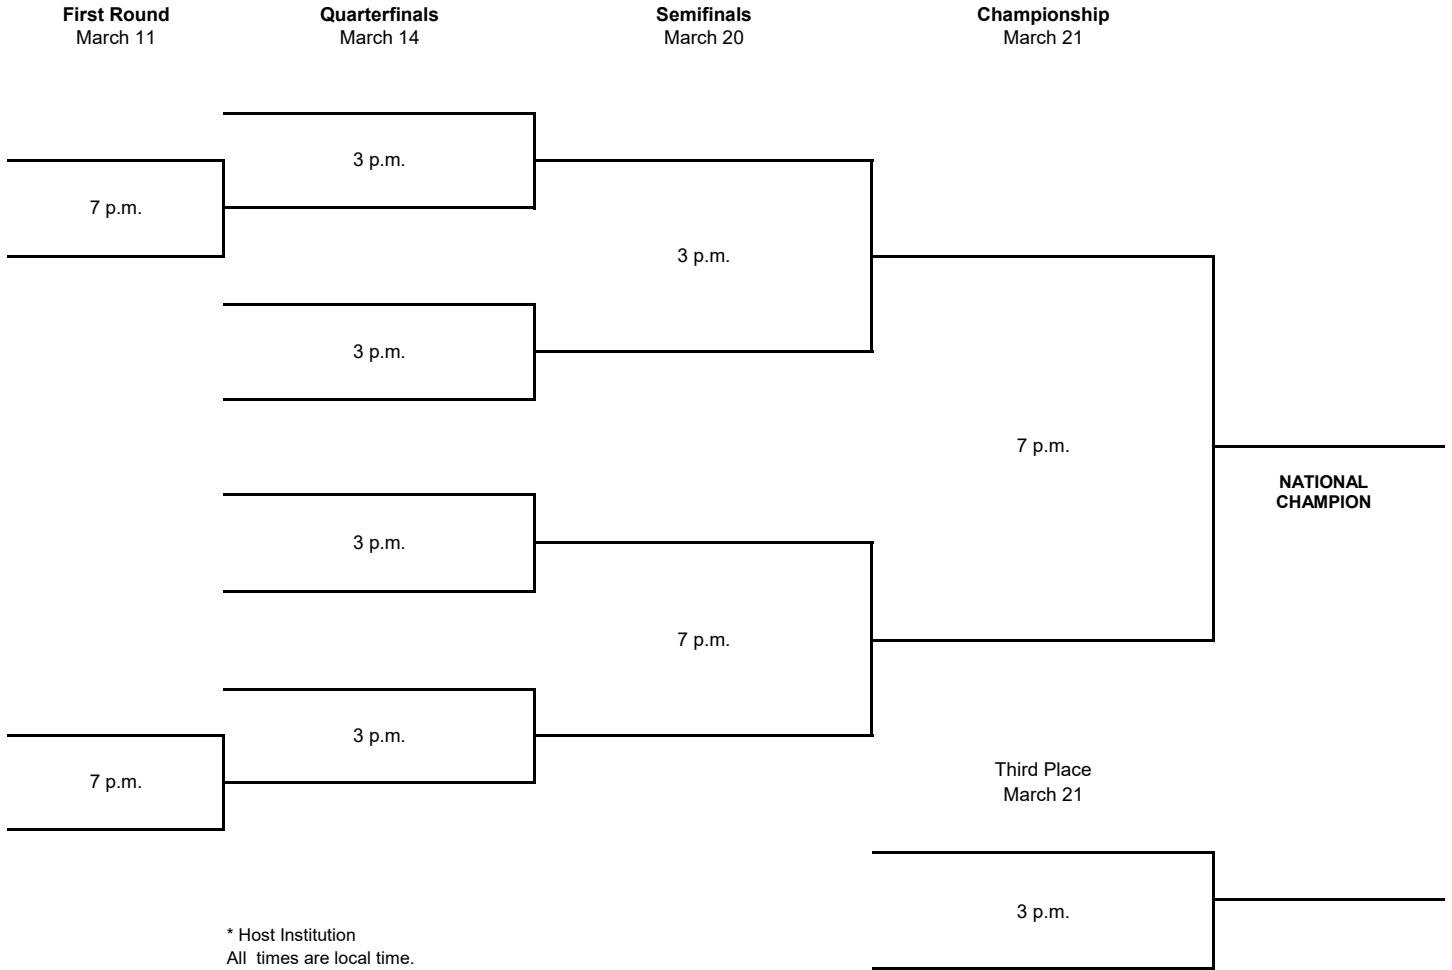 First Round
March 11
Quarterfinals
March 14
Semifinals
March 20
Championship
March 21
3 p.m.
7 p.m.
3 p.m.
3 p.m.
7 p.m.
NATIONAL
CHAMPION
3 p.m.
7 p.m.
3 p.m.
7 p.m.
Third Place
March 21
3 p.m.
* Host Institution
All  times are local time.